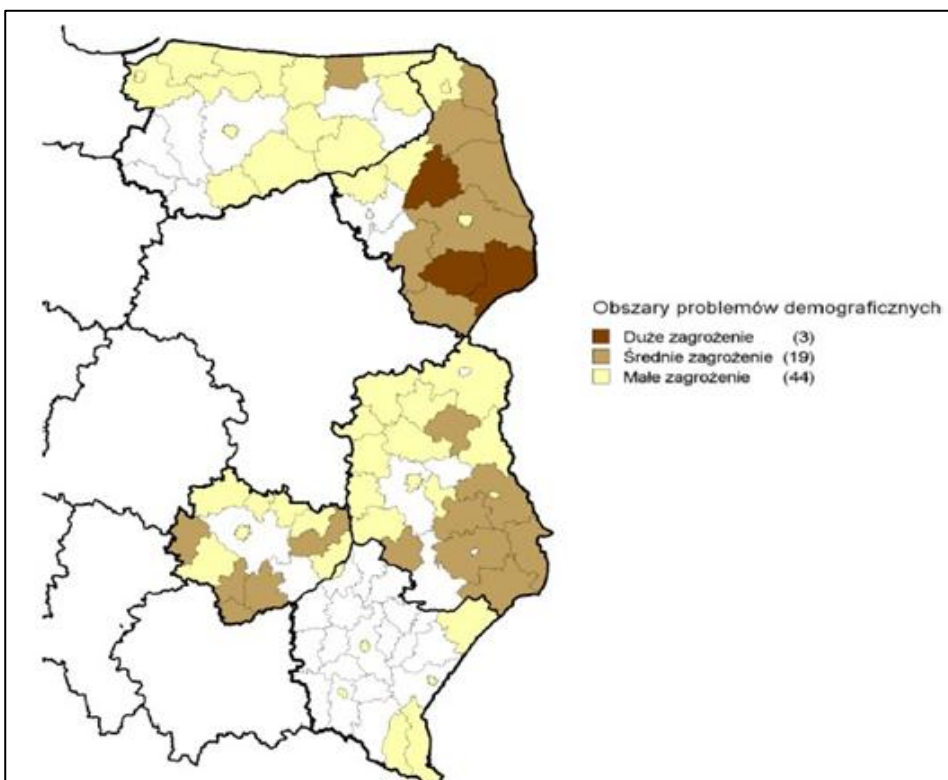 Obszary problemów demograficznych
Duże zagrożenie (3)
Średnie zagrożenie (19)
Małe zagrożenie (44)